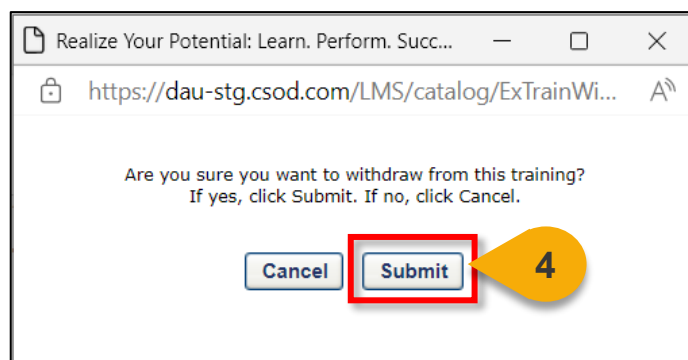 Realize Your Potential: Learn. Perform. Succ...
https://dau-stg.csod.com/LMS/catalog/ExTrainWi...
Are you sure you want to withdraw from this training?
If yes, click Submit. If no, click Cancel.
Cancel Submit 4